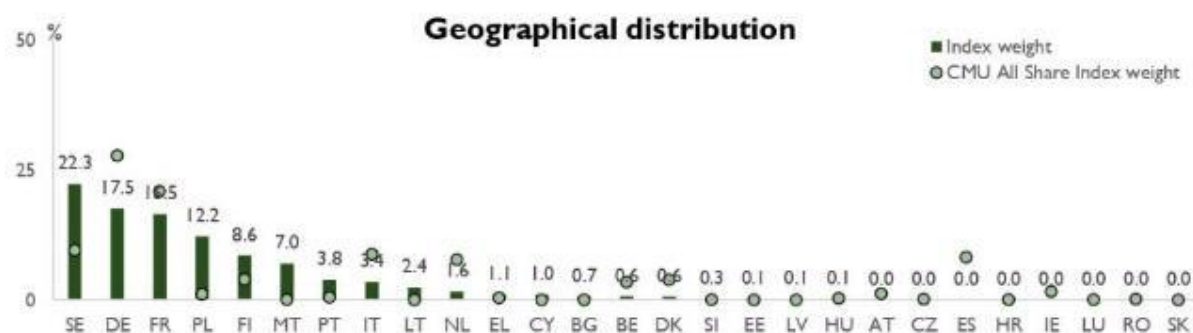 Geographical distribution
%
50
25
0
Index weight
CMU All Share Index weight
22.3 17.5 16.5 12.2 8.6 7.0 3.8 3.4 2.4 1.6 1.1 1.0 0.7 0.6 0.6 0.3 0.1 0.1 0.1 0.0 0.0 0.0 0.0 0.0 0.0 0.0 0.0
SE DE FR PL FI MT PT IT LT NL EL CY BG BE DK SI EE LV HU AT CZ ES HR IE LU RO SK